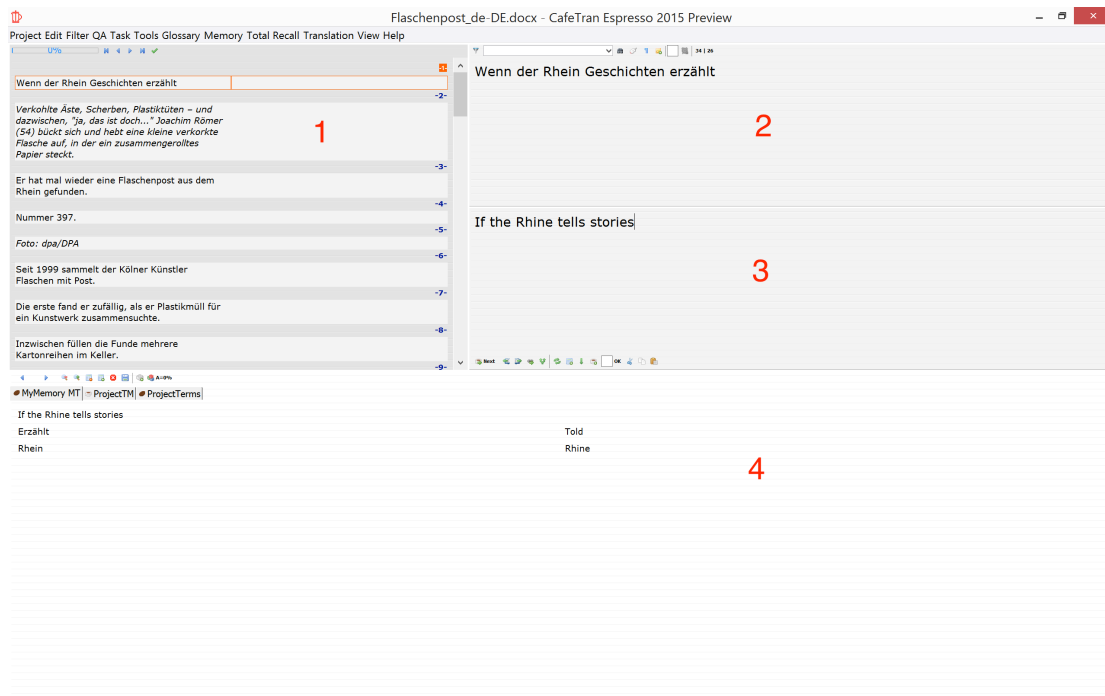 Flaschenpost_de-DE.docx - CafeTran Espresso 2015 Preview
Project Edit Filter QA Task Tools Glossary Memory Total Recall Translation View Help
0%
34 | 26
-1-
Wenn der Rhein Geschichten erzählt
-2-
Verkohlte Äste, Scherben, Plastiktüten – und
dazwischen, "ja, das ist doch..." Joachim Römer
(54) bückt sich und hebt eine kleine verkorkte
Flasche auf, in der ein zusammengerolltes
Papier steckt.
1
-3-
Er hat mal wieder eine Flaschenpost aus dem
Rhein gefunden.
-4-
Nummer 397.
-5-
Foto: dpa/DPA
-6-
Seit 1999 sammelt der Kölner Künstler
Flaschen mit Post.
-7-
Die erste fand er zufällig, als er Plastikmüll für
ein Kunstwerk zusammensuchte.
-8-
Inzwischen füllen die Funde mehrere
Kartonreihen im Keller.
-9-
Wenn der Rhein Geschichten erzählt
2
If the Rhine tells stories
3
Next
OK
A=0%
MyMemory MT ProjectTM ProjectTerms
If the Rhine tells stories
Erzählt Told
Rhein Rhine
4